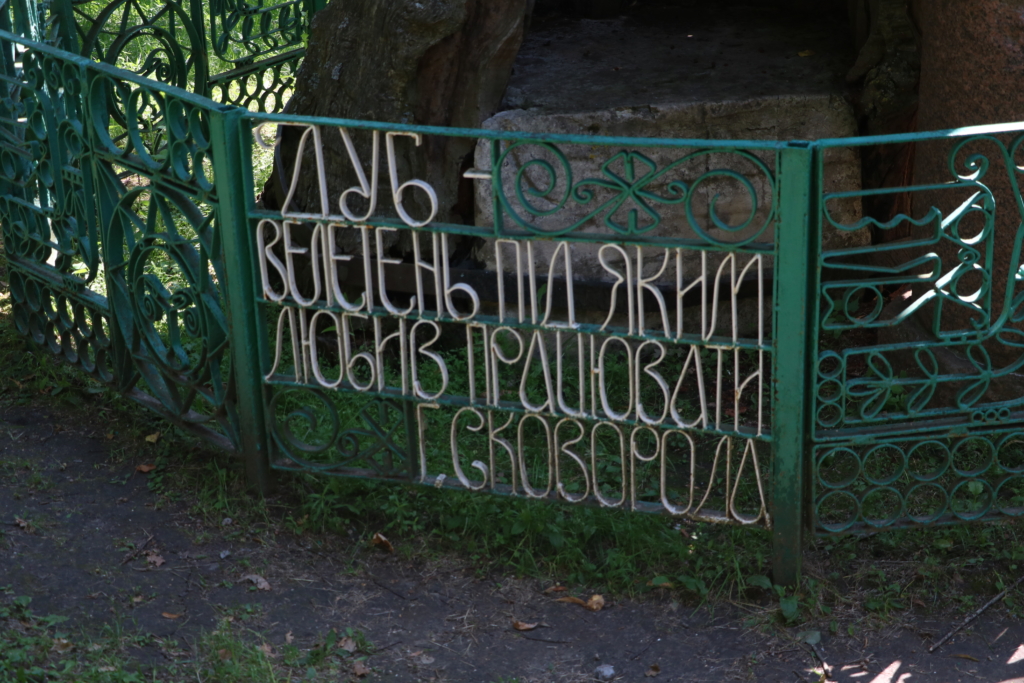 ДУБ -
ВЕЛЕТЕНЬ ПІД ЯКИМ
ЛЮБИВ ПРАЦЮВАТИ
Г. СКОВОРОДА